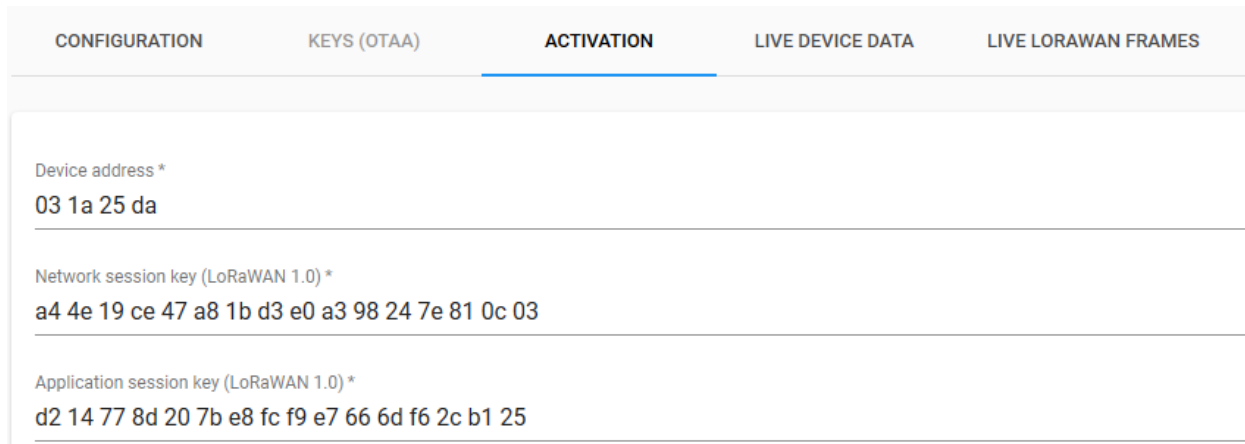 CONFIGURATION KEYS (OTAA) ACTIVATION LIVE DEVICE DATA LIVE LORAWAN FRAMES
Device address *
03 1a 25 da
Network session key (LoRaWAN 1.0) *
a4 4e 19 ce 47 a8 1b d3 e0 a3 98 24 7e 81 0c 03
Application session key (LoRaWAN 1.0) *
d2 14 77 8d 20 7b e8 fc f9 e7 66 6d f6 2c b1 25